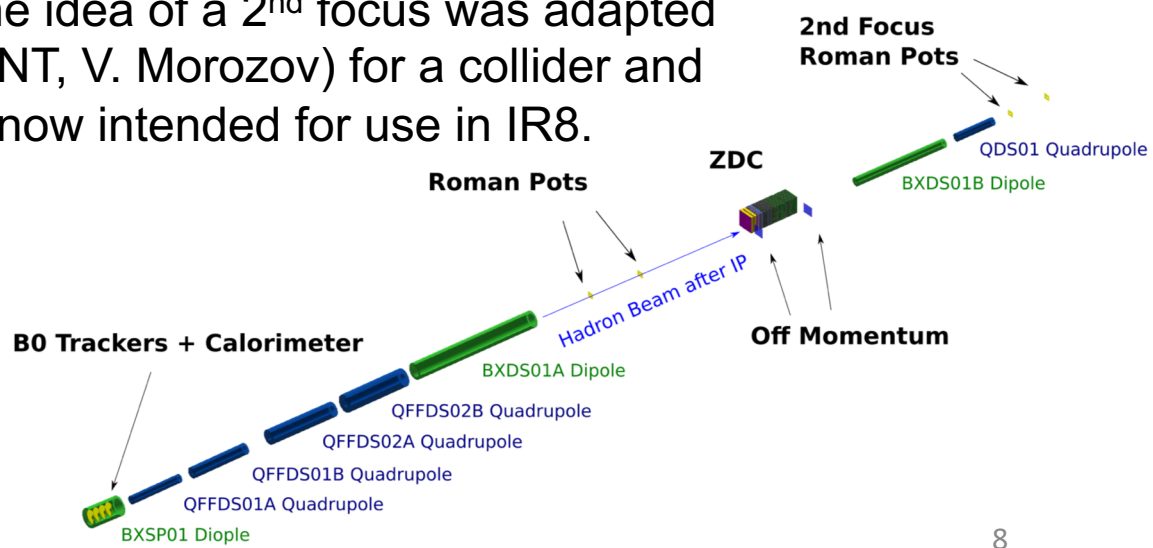 idea of a 2nd focus was adapted
NT, V. Morozov) for a collider and
now intended for use in IR8.
2nd Focus
Roman Pots
QDS01 Quadrupole
ZDC
BXDS01B Dipole
Roman Pots
Hadron Beam after IP
Off Momentum
B0 Trackers + Calorimeter
BXDS01A Dipole
QFFDS02B Quadrupole
QFFDS02A Quadrupole
QFFDS01B Quadrupole
QFFDS01A Quadrupole
BXSP01 Diople
8